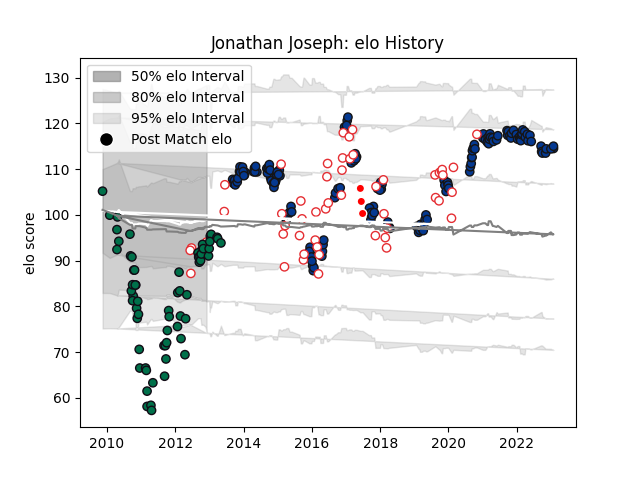 Jonathan Joseph: elo History
50% elo Interval
80% elo Interval
95% elo Interval
Post Match elo
elo score
130
120
110
100
90
80
70
60
2010
2012
2014
2016
2018
2020
2022